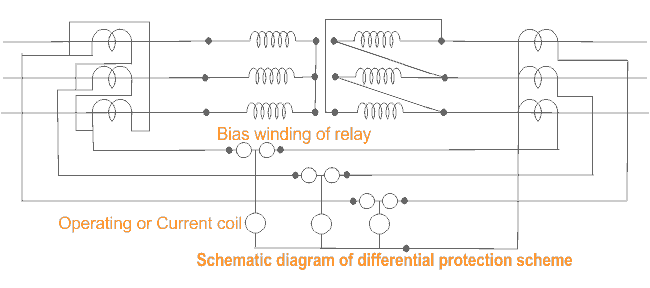 Bias winding of relay
Operating or Current coil
Schematic diagram of differential protection scheme